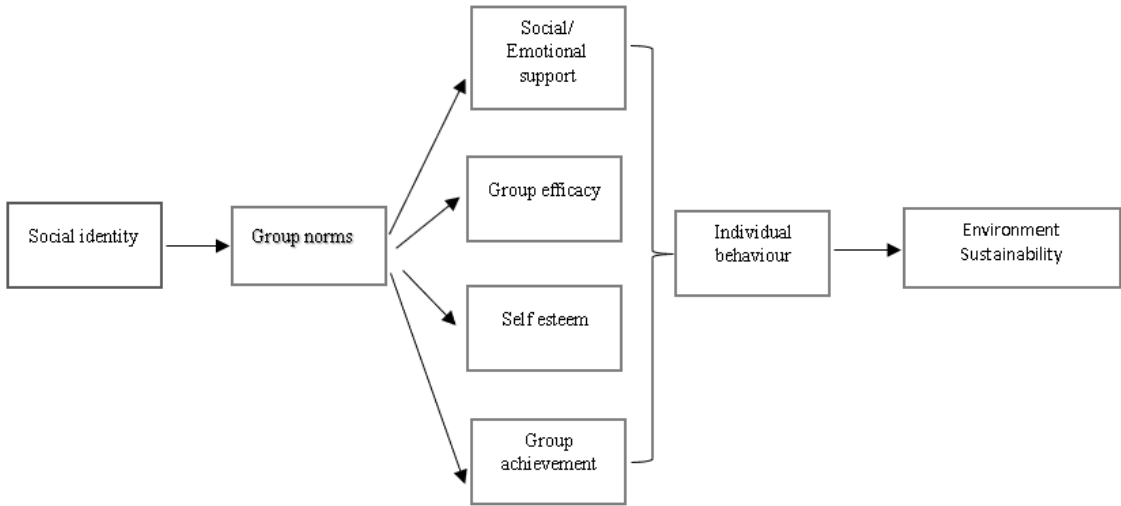 Social identity
Group norms
Social/
Emotional
support
Group efficacy
Self esteem
Group
achievement
Individual
behaviour
Environment
Sustainability